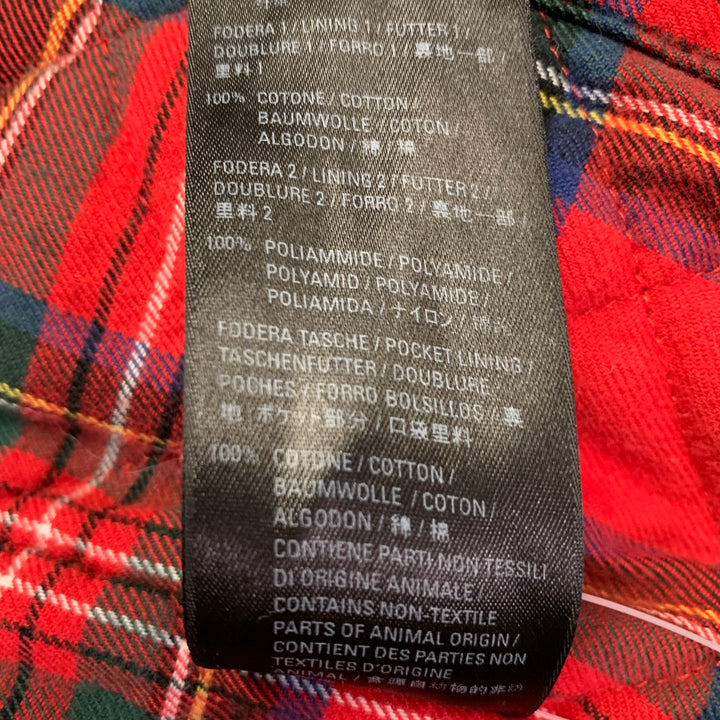 FODERA 1 / LINING 1 / FUTTER 1 /
DOUBLURE 1 / FORRO 1 /裏地一部 /
里料 1
100% COTONE / COTTON /
BAUMWOLLE / COTON /
ALGODON / 綿 棉
FODERA 2 / LINING 2 / FUTTER 2 /
DOUBLURE 2 / FORRO 2 / 裏地一部 /
里料 2
100% POLIAMMIDE / POLYAMIDE /
POLYAMID / POLYAMIDE /
POLIAMIDA / ナイロン /
FODERA TASCHE / POCKET LINING /
TASCHENFUTTER / DOUBLURE
POCHES / FORRO BOLSILLOS / 裏
地 ポケット部分 / 口袋里料
100% COTONE / COTTON /
BAUMWOLLE / COTON /
ALGODON / 綿 / 棉
CONTIENE PARTI NON TESSILI
DI ORIGINE ANIMALE /
CONTAINS NON-TEXTILE
PARTS OF ANIMAL ORIGIN /
CONTIENT DES PARTIES NON
TEXTILES D'ORIGINE
ANIMAL /